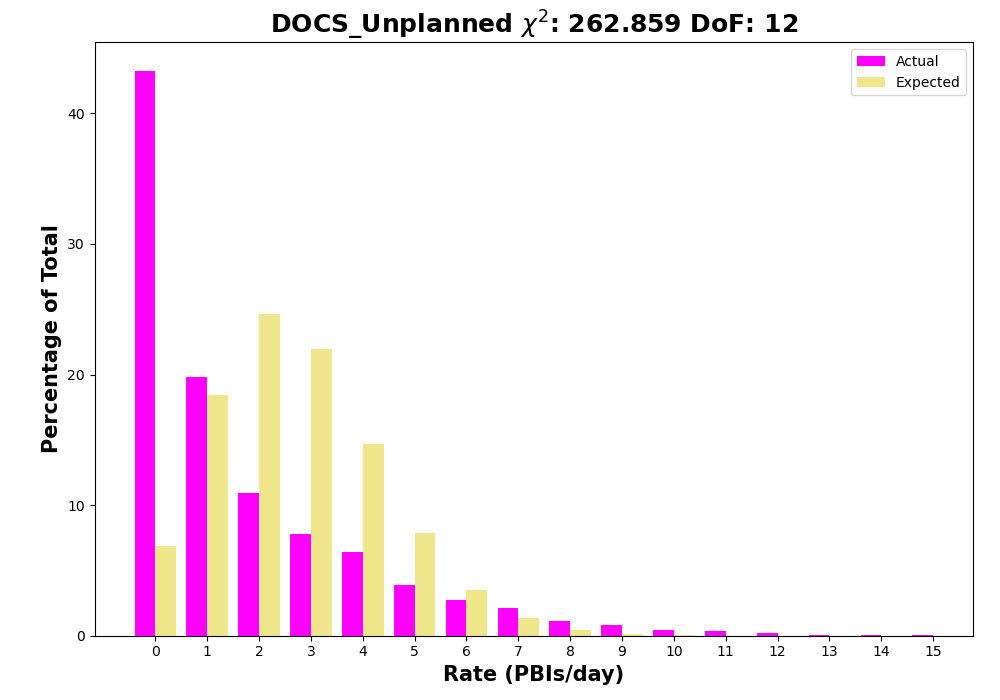 DOCS_Unplanned χ²: 262.859 DoF: 12
Actual
Expected
Percentage of Total
40
30
20
10
0
0 1 2 3 4 5 6 7 8 9 10 11 12 13 14 15
Rate (PBIs/day)